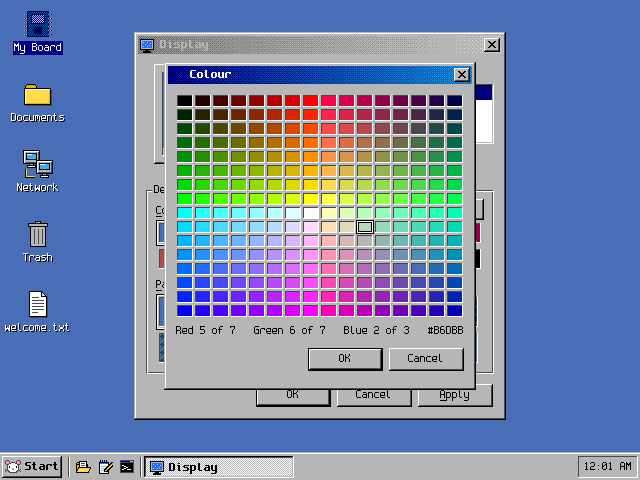 My Board
Documents
Network
Trash
welcome.txt
Display
Colour
Red 5 of 7 Green 6 of 7 Blue 2 of 3 #B6DBB
OK Cancel
OK Cancel Apply
Start Display 12:01 AM